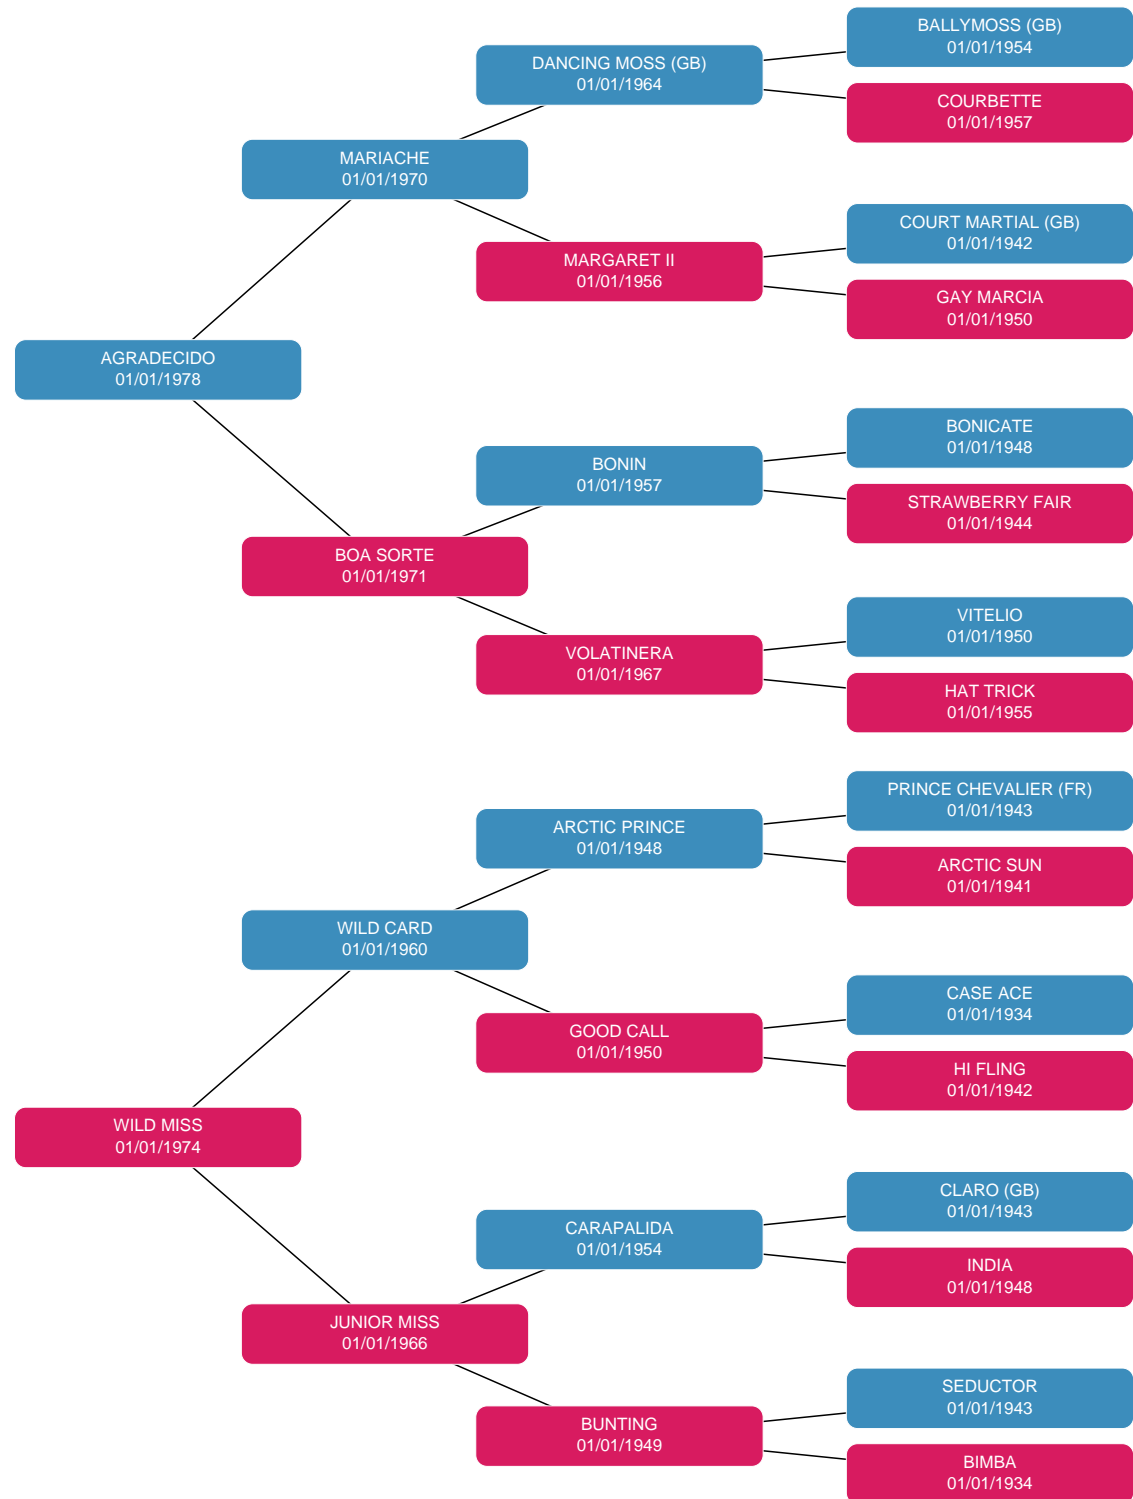 BALLYMOSS (GB)
01/01/1954
DANCING MOSS (GB)
01/01/1964
COURBETTE
01/01/1957
MARIACHE
01/01/1970
COURT MARTIAL (GB)
01/01/1942
MARGARET II
01/01/1956
GAY MARCIA
01/01/1950
AGRADECIDO
01/01/1978
BONICATE
01/01/1948
BONIN
01/01/1957
STRAWBERRY FAIR
01/01/1944
BOA SORTE
01/01/1971
VITELIO
01/01/1950
VOLATINERA
01/01/1967
HAT TRICK
01/01/1955
PRINCE CHEVALIER (FR)
01/01/1943
ARCTIC PRINCE
01/01/1948
ARCTIC SUN
01/01/1941
WILD CARD
01/01/1960
CASE ACE
01/01/1934
GOOD CALL
01/01/1950
HI FLING
01/01/1942
WILD MISS
01/01/1974
CLARO (GB)
01/01/1943
CARAPALIDA
01/01/1954
INDIA
01/01/1948
JUNIOR MISS
01/01/1966
SEDUCTOR
01/01/1943
BUNTING
01/01/1949
BIMBA
01/01/1934